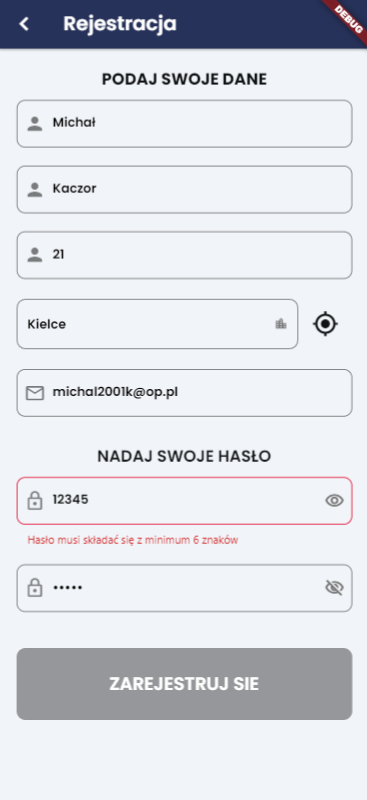 Rejestracja
DEBUG
PODAJ SWOJE DANE
Michał
Kaczor
21
Kielce
michal2001k@op.pl
NADAJ SWOJE HASŁO
12345
Hasło musi składać się z minimum 6 znaków
•••••
ZAREJESTRUJ SIE